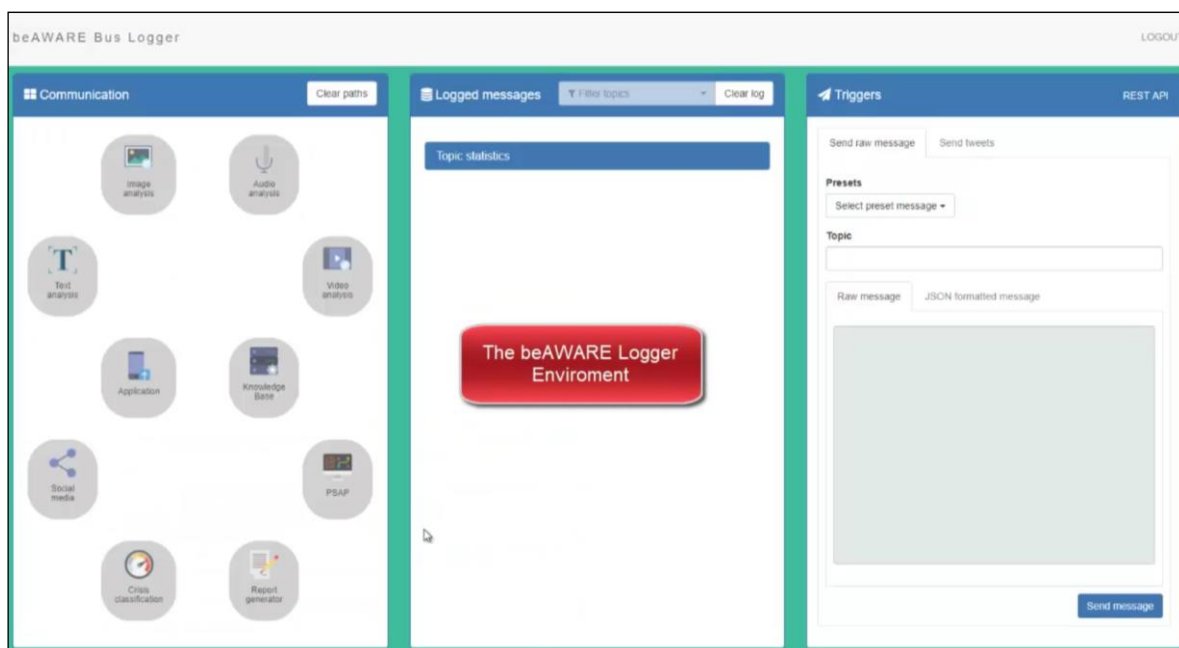 beAWARE Bus Logger
LOGOU
Communication
Clear paths
Image
analysis
Audio
analysis
Text
analysis
Video
analysis
Application
Knowledge
Base
Social
media
PSAP
Crisis
classification
Report
generator
Logged messages
Filter topics
Clear log
Topic statistics
The beAWARE Logger
Enviroment
Triggers
REST API
Send raw message
Send tweets
Presets
Select preset message
Topic
Raw message
JSON formatted message
Send message